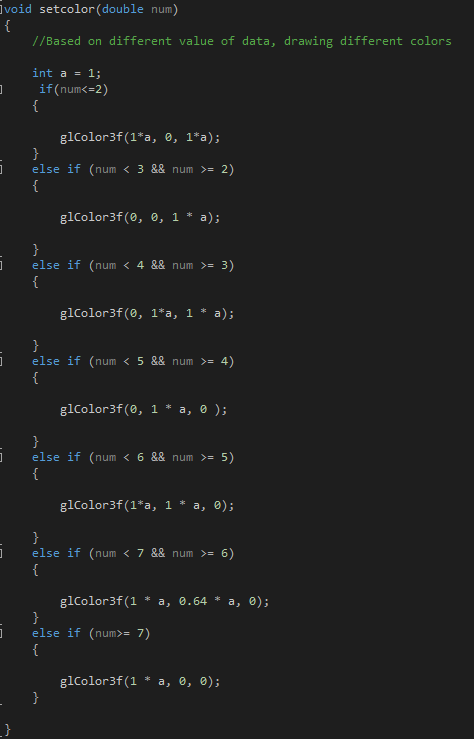 void setcolor(double num)
{
    //Based on different value of data, drawing different colors
    int a = 1;
     if(num<=2)
    {
        glColor3f(1*a, 0, 1*a);
    }
    else if (num < 3 && num >= 2)
    {
        glColor3f(0, 0, 1 * a);
    }
    else if (num < 4 && num >= 3)
    {
        glColor3f(0, 1*a, 1 * a);
    }
    else if (num < 5 && num >= 4)
    {
        glColor3f(0, 1 * a, 0 );
    }
    else if (num < 6 && num >= 5)
    {
        glColor3f(1*a, 1 * a, 0);
    }
    else if (num < 7 && num >= 6)
    {
        glColor3f(1 * a, 0.64 * a, 0);
    }
    else if (num>= 7)
    {
        glColor3f(1 * a, 0, 0);
    }
}